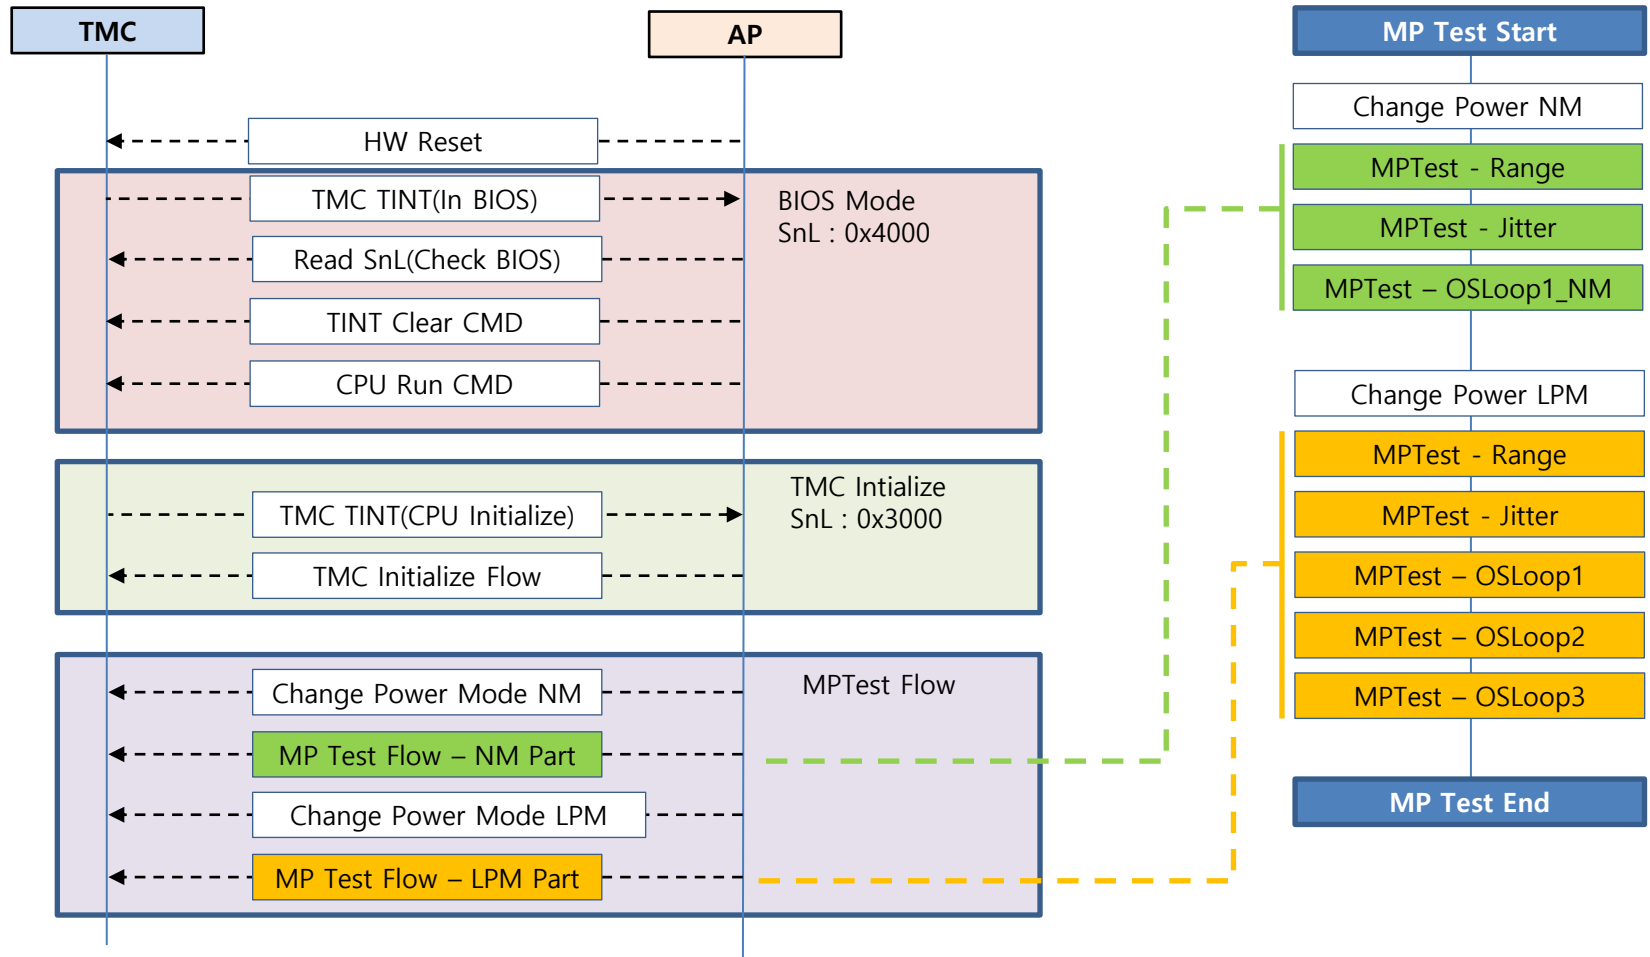 TMC
AP
HW Reset
TMC TINT(In BIOS)
BIOS Mode
SnL : 0x4000
Read SnL(Check BIOS)
TINT Clear CMD
CPU Run CMD
TMC Intialize
SnL : 0x3000
TMC TINT(CPU Initialize)
TMC Initialize Flow
MPTest Flow
Change Power Mode NM
MP Test Flow – NM Part
Change Power Mode LPM
MP Test Flow – LPM Part
MP Test Start
Change Power NM
MPTest - Range
MPTest - Jitter
MPTest – OSLoop1_NM
Change Power LPM
MPTest - Range
MPTest - Jitter
MPTest – OSLoop1
MPTest – OSLoop2
MPTest – OSLoop3
MP Test End